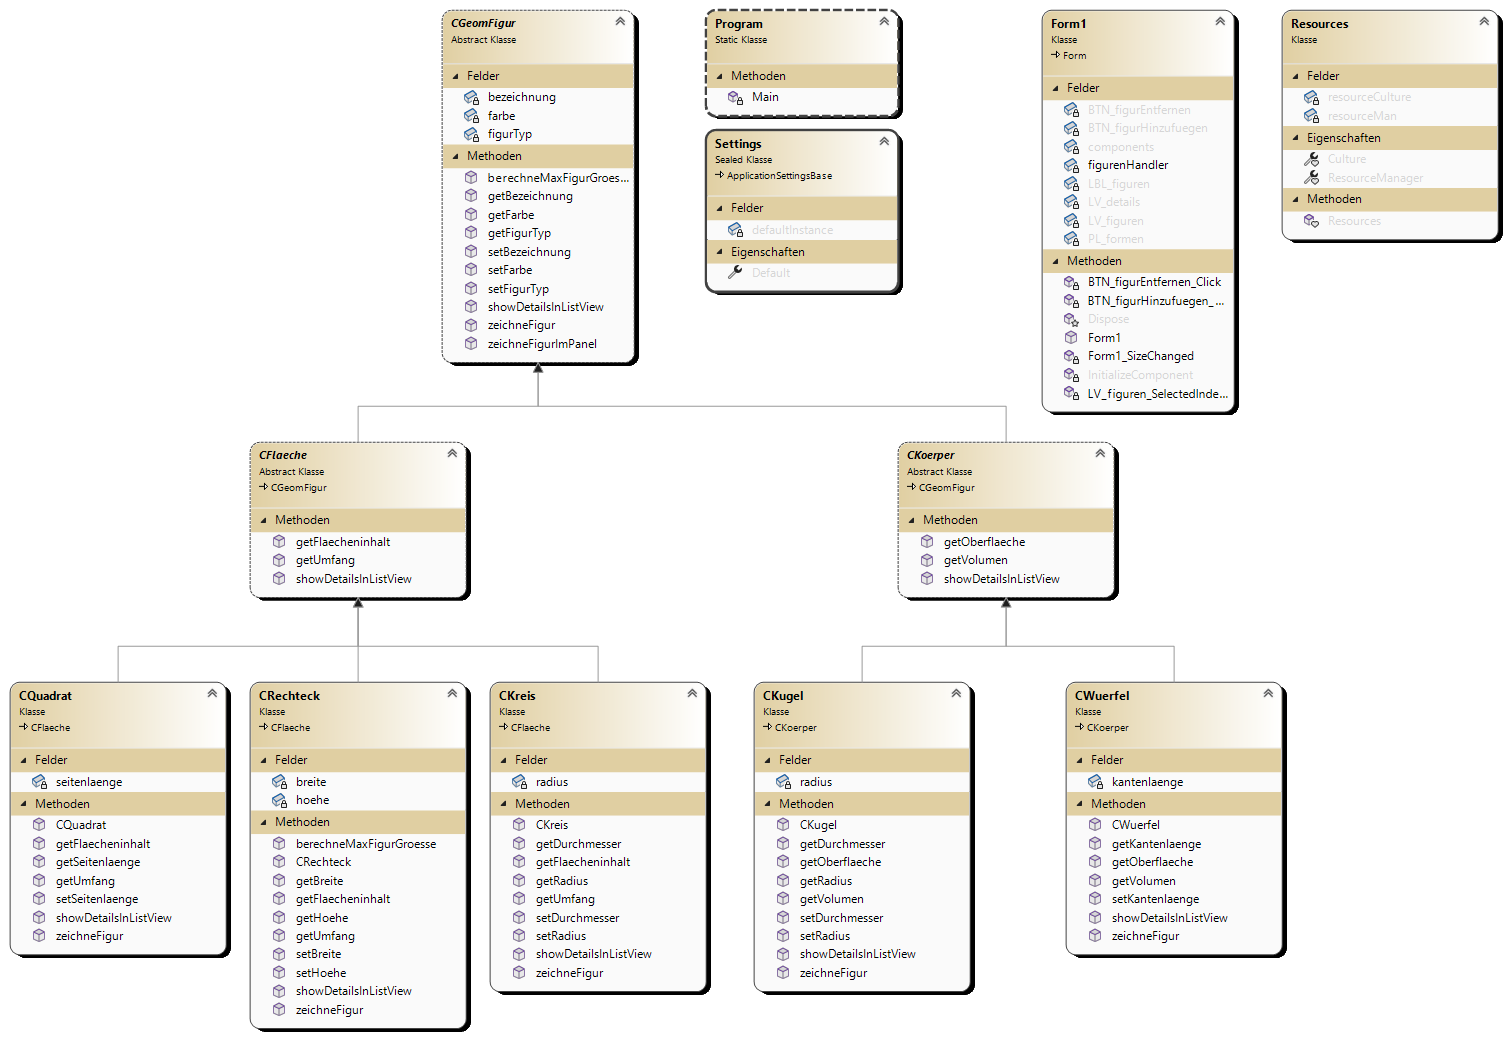 CGeomFigur
Abstract Klasse
Felder
bezeichnung
farbe
figurTyp
Methoden
berechneMaxFigurGroes...
getBezeichnung
getFarbe
getFigurTyp
setBezeichnung
setFarbe
setFigurTyp
showDetailsInListView
zeichneFigur
zeichneFigurImPanel
Program
Static Klasse
Methoden
Main
Settings
Sealed Klasse
ApplicationSettingsBase
Felder
defaultInstance
Eigenschaften
Default
Form1
Klasse
Form
Felder
BTN_figurEntfernen
BTN_figurHinzufuegen
components
figurenHandler
LBL_figuren
LV_details
LV_figuren
PL_formen
Methoden
BTN_figurEntfernen_Click
BTN_figurHinzufuegen_...
Dispose
Form1
Form1_SizeChanged
InitializeComponent
LV_figuren_SelectedInde...
Resources
Klasse
Felder
resourceCulture
resourceMan
Eigenschaften
Culture
ResourceManager
Methoden
Resources
CFlaeche
Abstract Klasse
CGeomFigur
Methoden
getFlaecheninhalt
getUmfang
showDetailsInListView
CKoerper
Abstract Klasse
CGeomFigur
Methoden
getOberflaeche
getVolumen
showDetailsInListView
CQuadrat
Klasse
CFlaeche
Felder
seitenlaenge
Methoden
CQuadrat
getFlaecheninhalt
getSeitenlaenge
getUmfang
setSeitenlaenge
showDetailsInListView
zeichneFigur
CRechteck
Klasse
CFlaeche
Felder
breite
hoehe
Methoden
berechneMaxFigurGroesse
CRechteck
getBreite
getFlaecheninhalt
getHoehe
getUmfang
setBreite
setHoehe
showDetailsInListView
zeichneFigur
CKreis
Klasse
CFlaeche
Felder
radius
Methoden
CKreis
getDurchmesser
getFlaecheninhalt
getRadius
getUmfang
setDurchmesser
setRadius
showDetailsInListView
zeichneFigur
CKugel
Klasse
CKoerper
Felder
radius
Methoden
CKugel
getDurchmesser
getOberflaeche
getRadius
getVolumen
setDurchmesser
setRadius
showDetailsInListView
zeichneFigur
CWuerfel
Klasse
CKoerper
Felder
kantenlaenge
Methoden
CWuerfel
getKantenlaenge
getOberflaeche
getVolumen
setKantenlaenge
showDetailsInListView
zeichneFigur